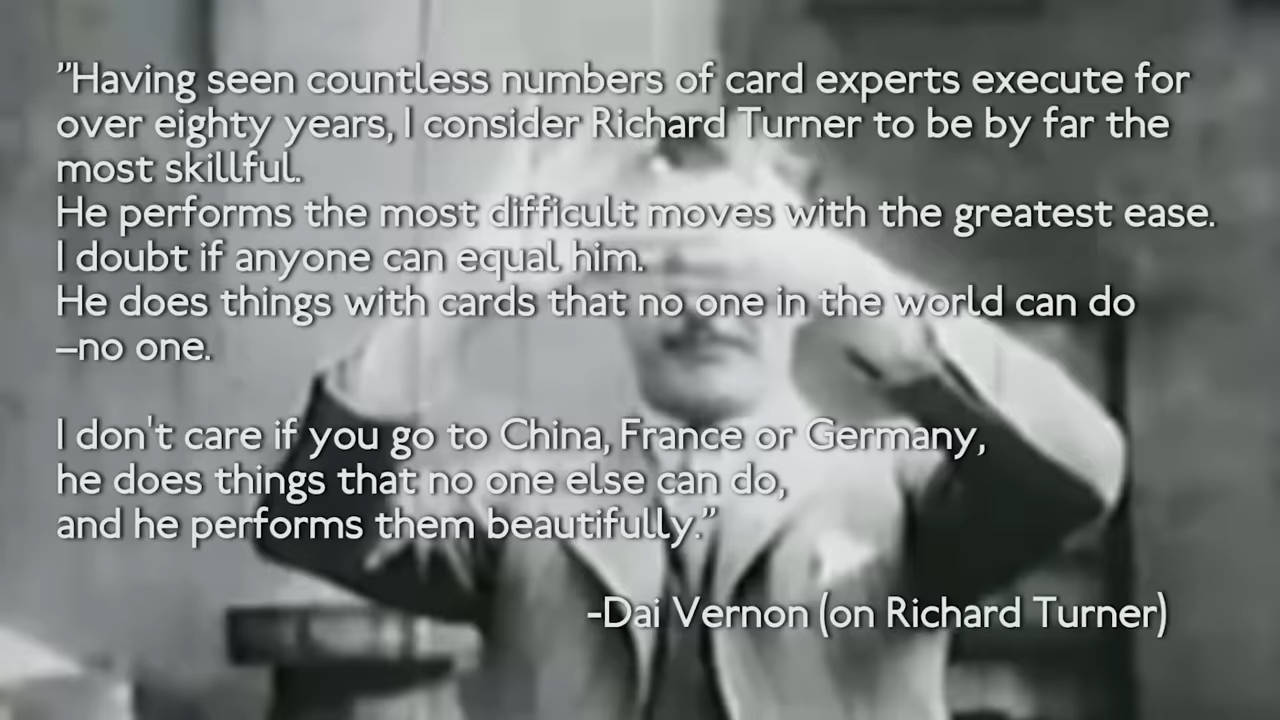 ”Having seen countless numbers of card experts execute for
over eighty years, I consider Richard Turner to be by far the
most skillful.
He performs the most difficult moves with the greatest ease.
I doubt if anyone can equal him.
He does things with cards that no one in the world can do
–no one.
I don't care if you go to China, France or Germany,
he does things that no one else can do,
and he performs them beautifully.”
-Dai Vernon (on Richard Turner)